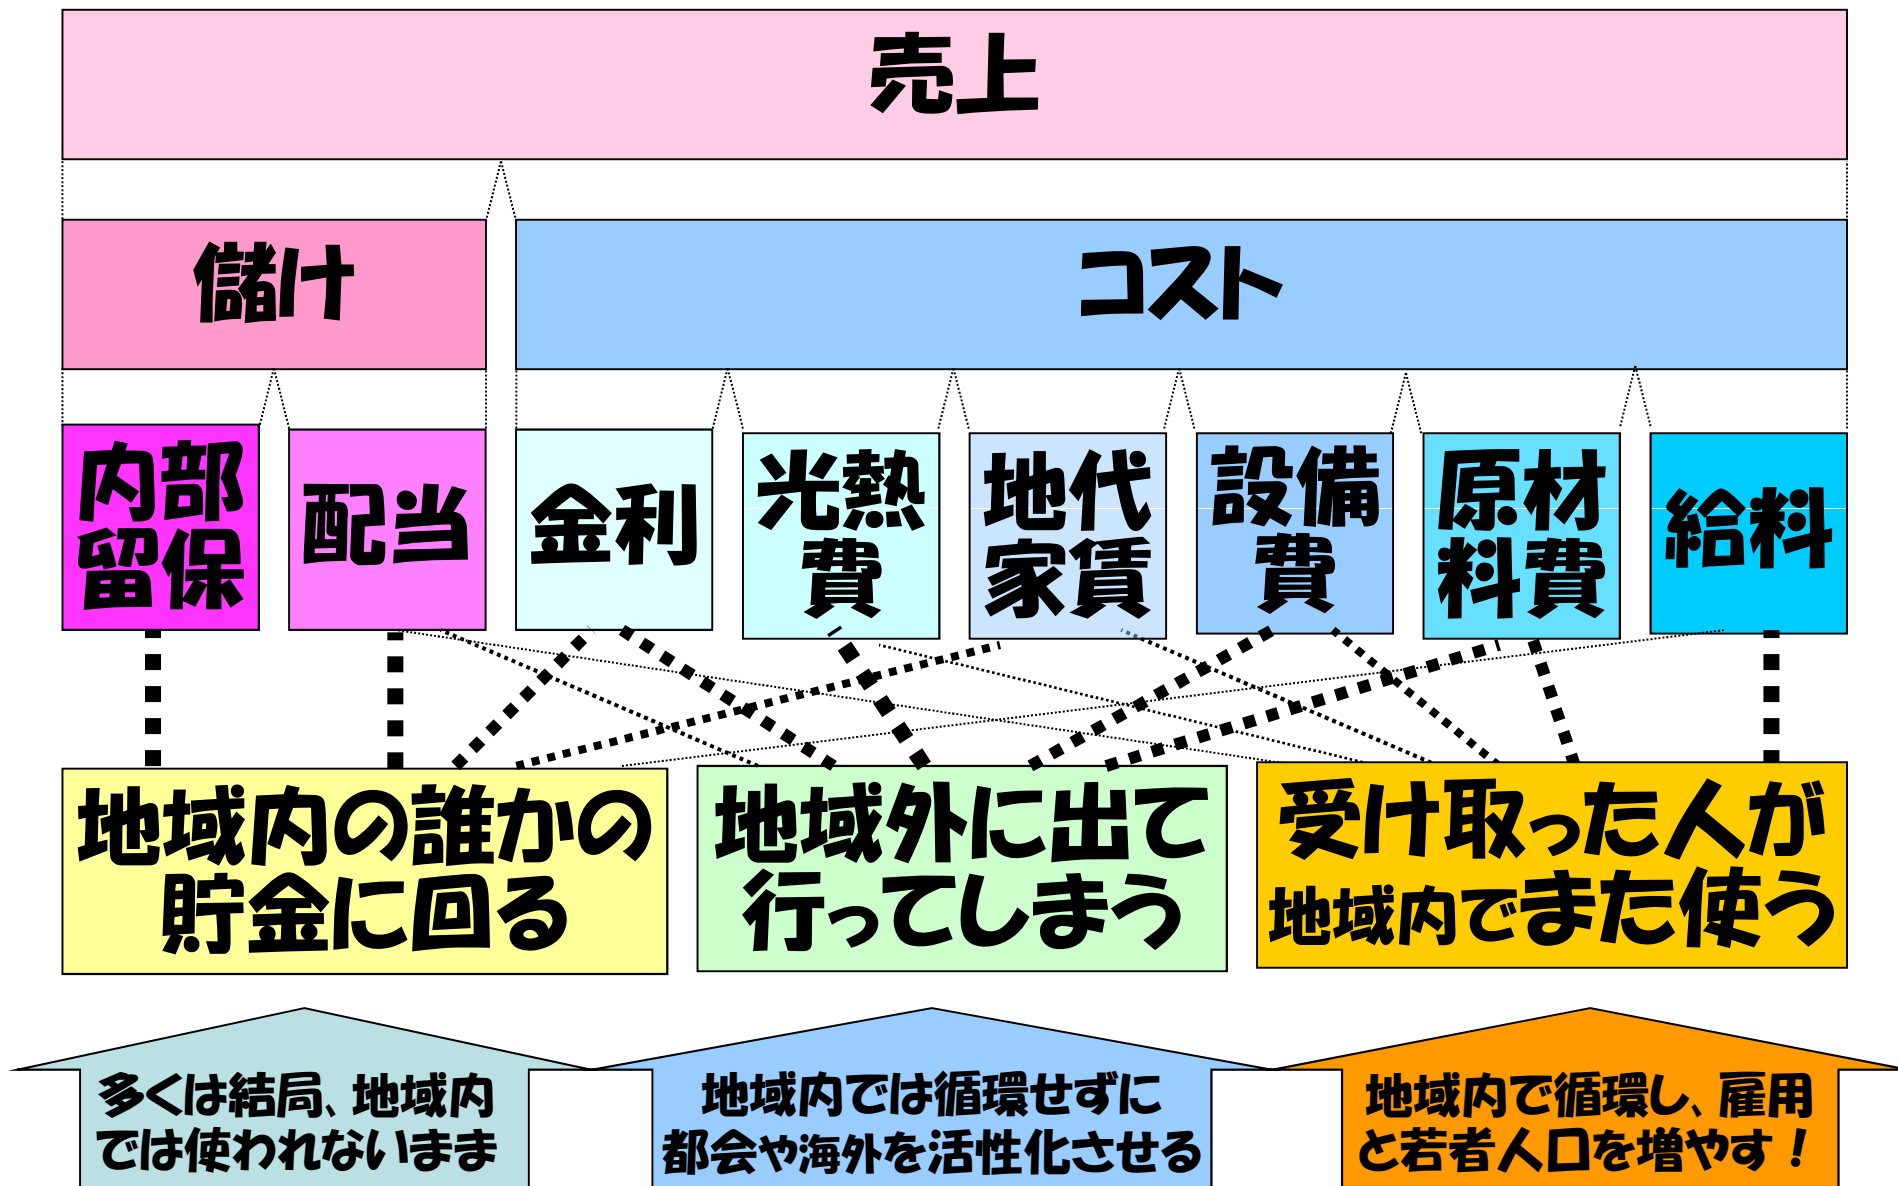 売上
儲け
コスト
内部
留保
配当
金利
光熱
費
地代
家賃
設備
費
原材
料費
給料
地域内の誰かの
貯金に回る
地域外に出て
行ってしまう
受け取った人が
地域内でまた使う
多くは結局、地域内
では使われないまま
地域内では循環せずに
都会や海外を活性化させる
地域内で循環し、雇用
と若者人口を増やす！